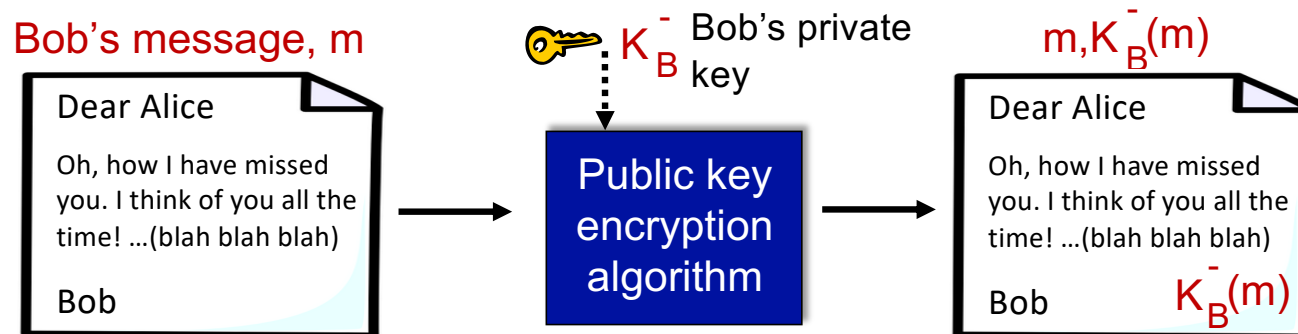 Bob’s message, m
Dear Alice
Oh, how I have missed
you. I think of you all the
time! …(blah blah blah)
Bob
K_B^- Bob’s private
key
Public key
encryption
algorithm
m,K_B^-(m)
Dear Alice
Oh, how I have missed
you. I think of you all the
time! …(blah blah blah)
Bob K_B^-(m)